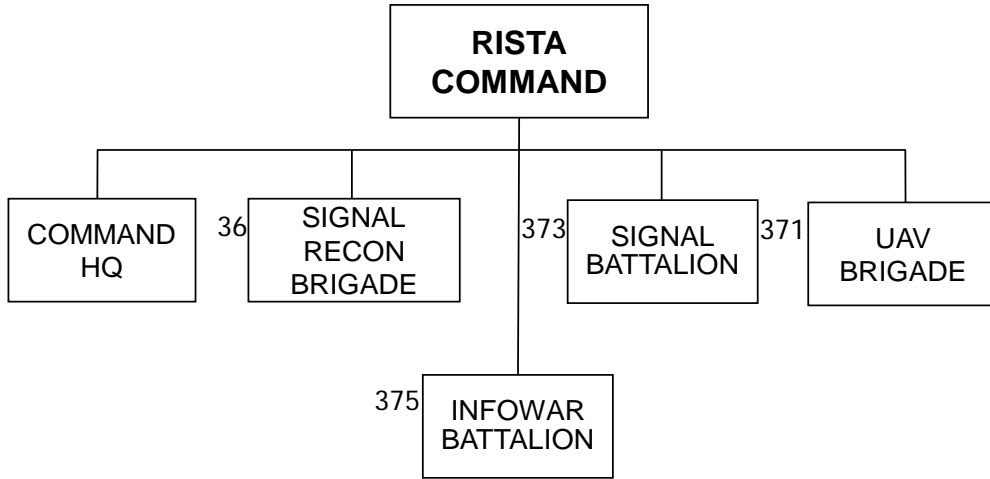 RISTA
COMMAND
COMMAND
HQ
36
SIGNAL
RECON
BRIGADE
373
SIGNAL
BATTALION
371
UAV
BRIGADE
375
INFOWAR
BATTALION